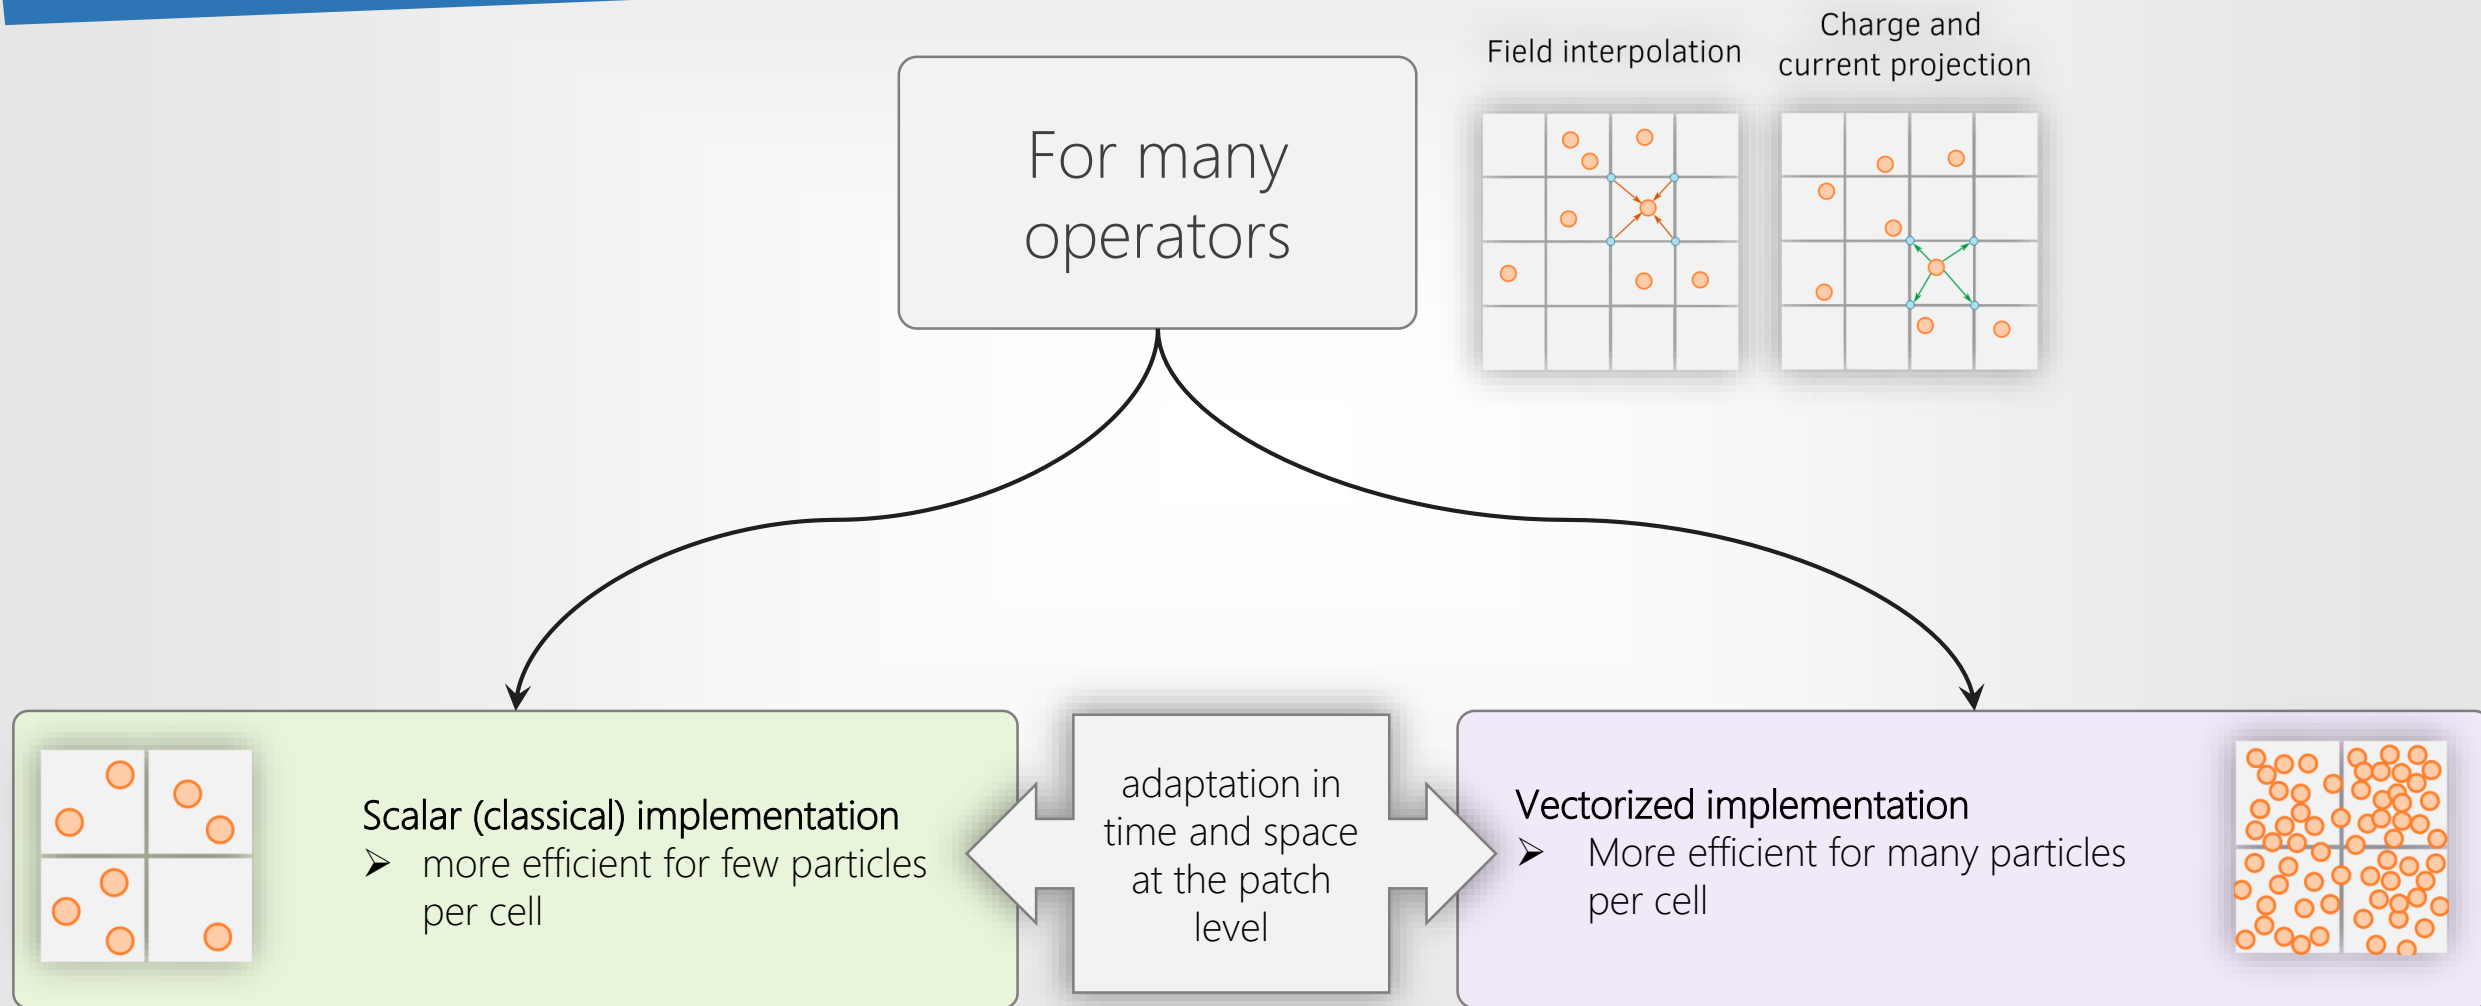 Field interpolation
Charge and
current projection
For many
operators
Scalar (classical) implementation
➢ more efficient for few particles
per cell
adaptation in
time and space
at the patch
level
Vectorized implementation
➢ More efficient for many particles
per cell